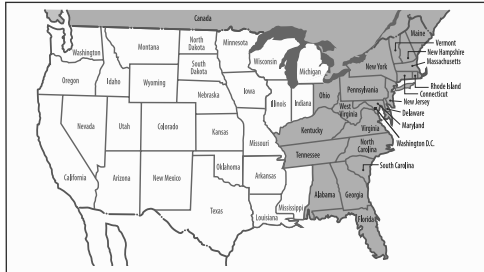 Canada
Washington
Montana
North
Dakota
Minnesota
Oregon
Idaho
Wyoming
South
Dakota
Wisconsin
Michigan
Nebraska
Iowa
Nevada
Utah
Colorado
Kansas
Missouri
Illinois
Indiana
Ohio
California
Arizona
New Mexico
Oklahoma
Arkansas
Texas
Louisiana
Mississippi
Maine
Vermont
New Hampshire
Massachusetts
New York
Rhode Island
Connecticut
Pennsylvania
New Jersey
Delaware
Maryland
Washington D.C.
West
Virginia
Virginia
Kentucky
Tennessee
North
Carolina
South Carolina
Alabama
Georgia
Florida